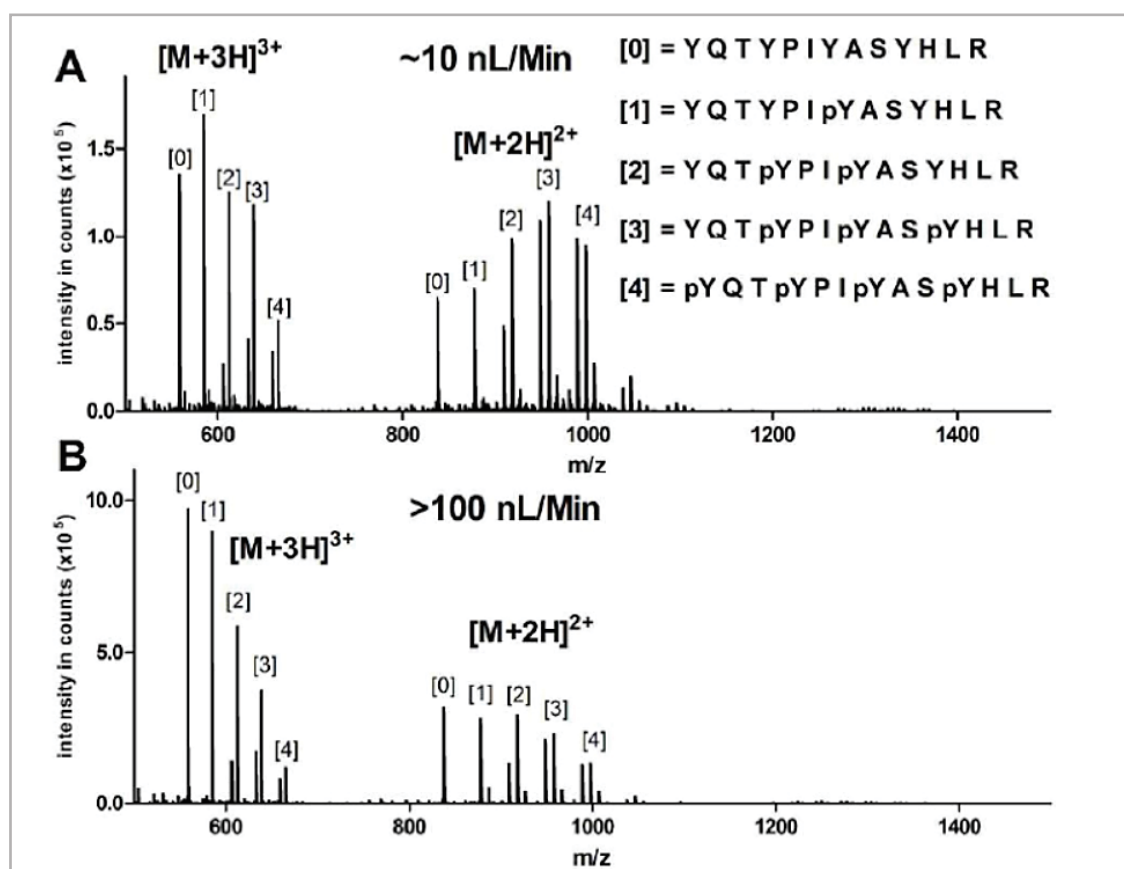 A
[M+3H]3+
~10 nL/Min
[M+2H]2+
[0] = Y Q T Y P I Y A S Y H L R
[1] = Y Q T Y P I pY A S Y H L R
[2] = Y Q T pY P I pY A S Y H L R
[3] = Y Q T pY P I pY A S pY H L R
[4] = pY Q T pY P I pY A S pY H L R
intensity in counts (x10 5)
1.5
1.0
0.5
0.0
[0]
[1]
[2]
[3]
[4]
[0]
[1]
[2]
[3]
[4]
600
800
1000
1200
1400
m/z
B
>100 nL/Min
[M+3H]3+
[M+2H]2+
intensity in counts (x10 5)
10.0
5.0
0.0
[0]
[1]
[2]
[3]
[4]
[0]
[1]
[2]
[3]
[4]
600
800
1000
1200
1400
m/z